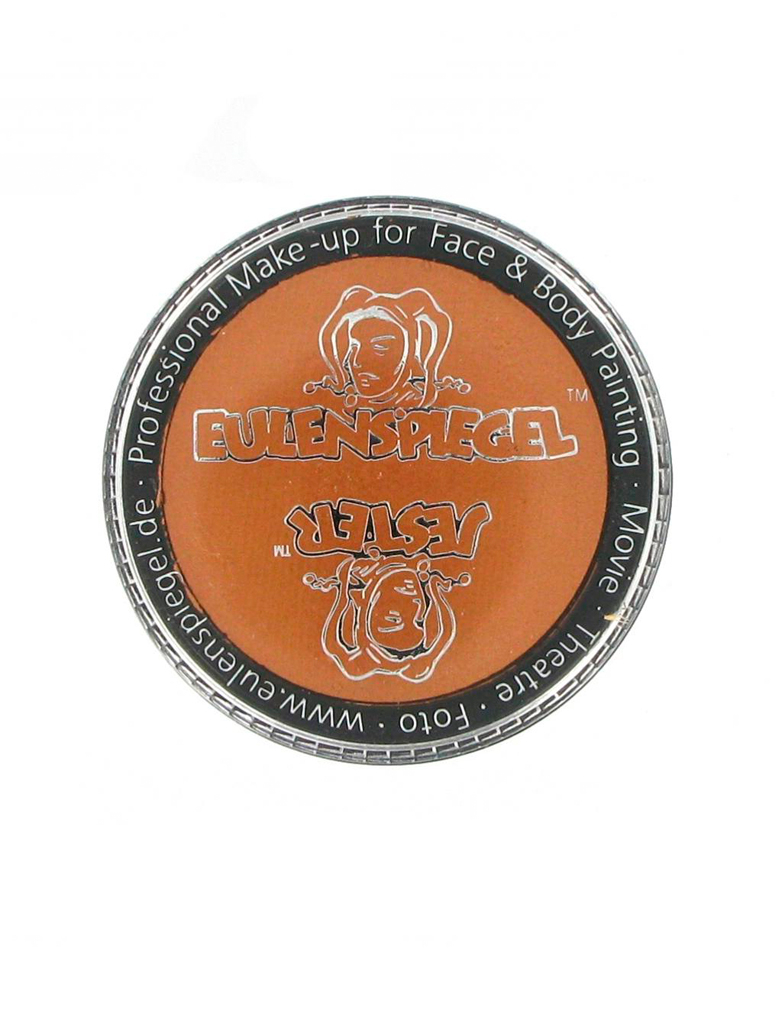 Professional Make-up for Face & Body Painting · Movie · Theatre · Foto · www.eulenspiegel.de ·
EULENSPIEGEL™
JESTER™